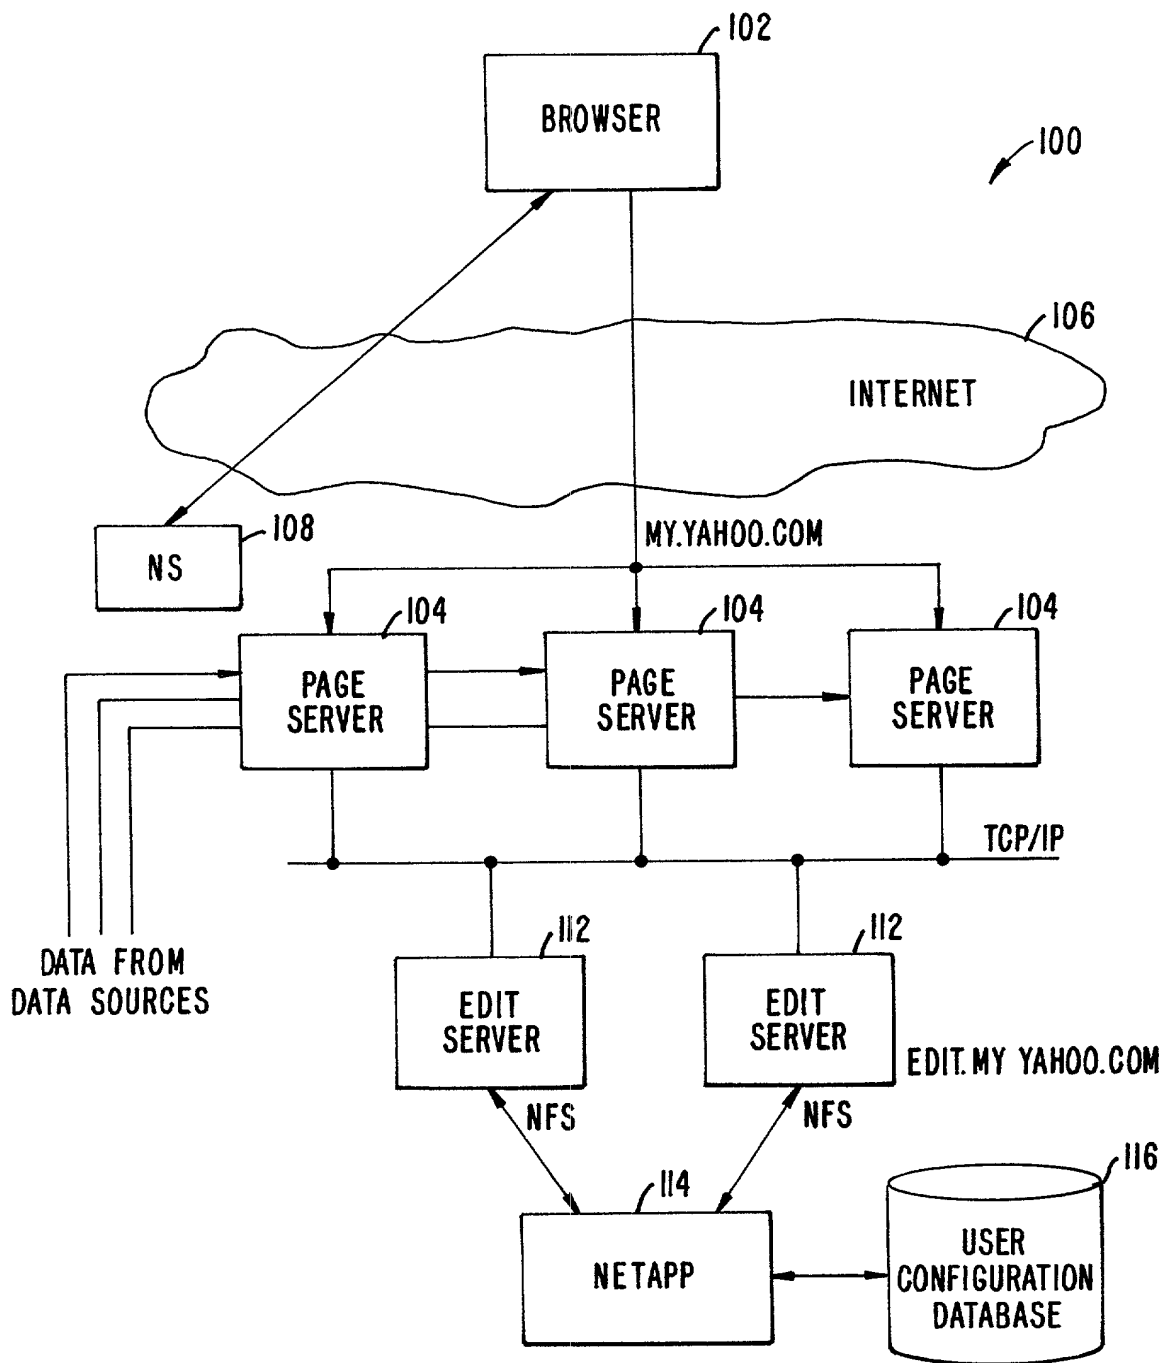 102
BROWSER
100
106
INTERNET
108
NS
MY.YAHOO.COM
104
PAGE
SERVER
104
PAGE
SERVER
104
PAGE
SERVER
TCP/IP
DATA FROM
DATA SOURCES
112
EDIT
SERVER
112
EDIT
SERVER
EDIT.MY YAHOO.COM
NFS
NFS
114
NETAPP
116
USER
CONFIGURATION
DATABASE